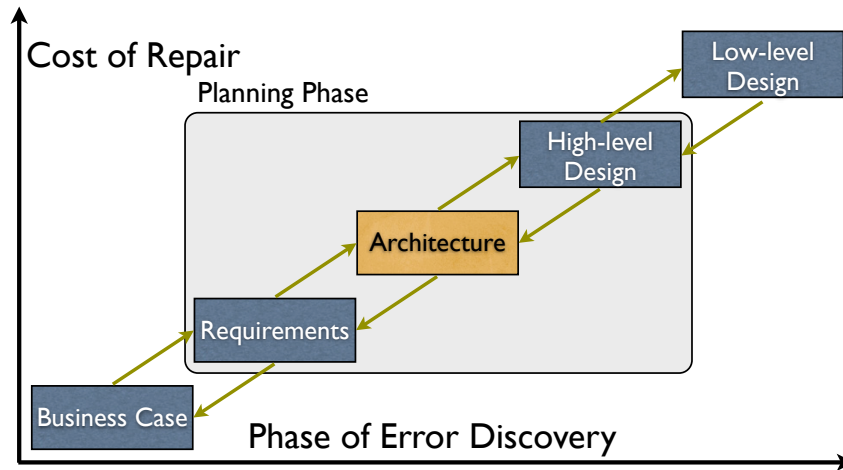 Cost of Repair
Low-level
Design
Planning Phase
High-level
Design
Architecture
Requirements
Business Case
Phase of Error Discovery